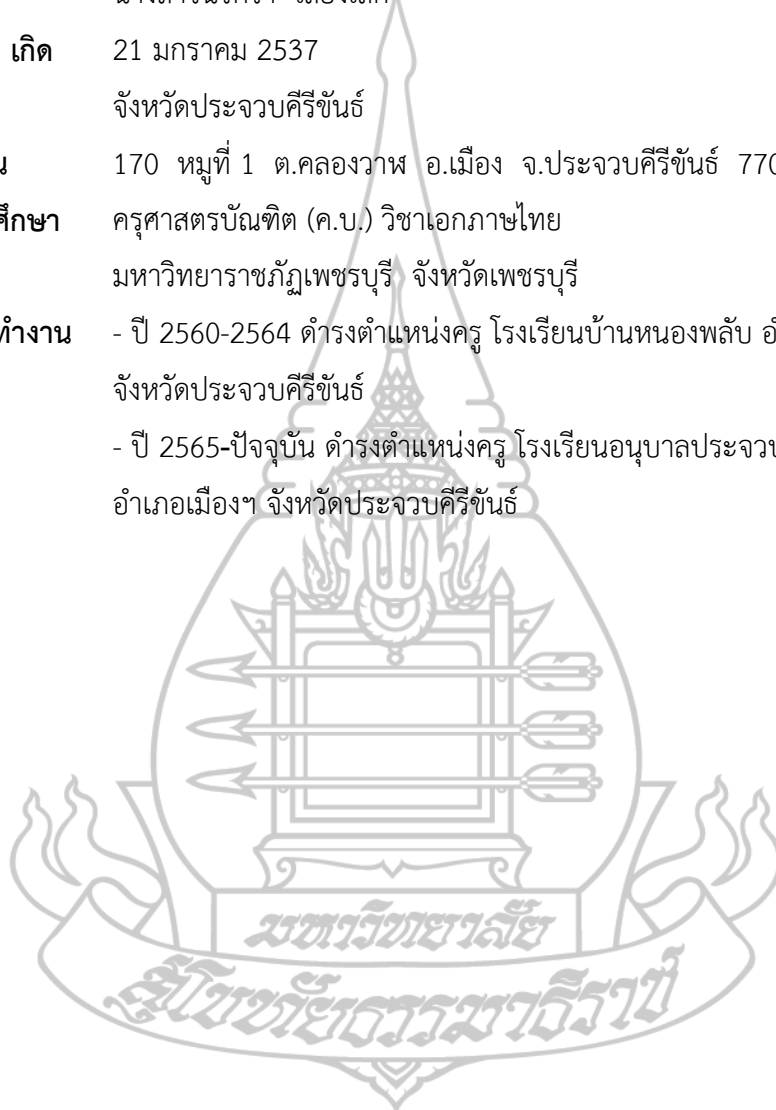 เกิด 21 มกราคม 2537
จังหวัดประจวบคีรีขันธ์
170 หมู่ที่ 1 ต.คลองวาฬ อ.เมือง จ.ประจวบคีรีขันธ์ 770
ศึกษา ครุศาสตรบัณฑิต (ค.บ.) วิชาเอกภาษไทย
มหาวิทยาราชภัฏเพชรบุรี จังหวัดเพชรบุรี
ทำงาน - ปี 2560-2564 ดำรงตำแหน่งครู โรงเรียนบ้านหนองพลับ
จังหวัดประจวบคีรีขันธ์
- ปี 2565-ปัจจุบัน ดำรงตำแหน่งครู โรงเรียนอนุบาลประจวบ
อำเภอเมืองฯ จังหวัดประจวบคีรีขันธ์
มหาวิทยาลัย
สุโขทัยธรรมาธิราช